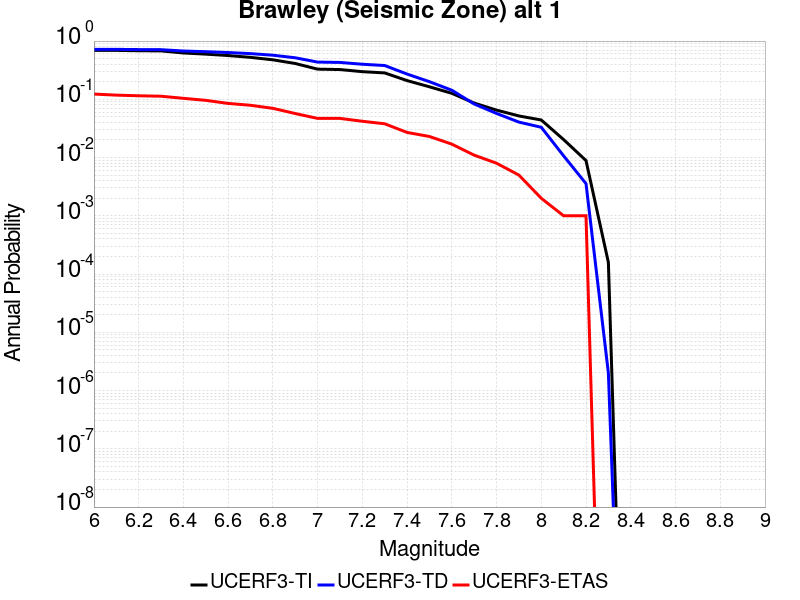 Brawley (Seismic Zone) alt 1
10^0
10^-1
10^-2
10^-3
10^-4
10^-5
10^-6
10^-7
10^-8
Annual Probability
6 6.2 6.4 6.6 6.8 7 7.2 7.4 7.6 7.8 8 8.2 8.4 8.6 8.8 9
Magnitude
UCERF3-TI UCERF3-TD UCERF3-ETAS